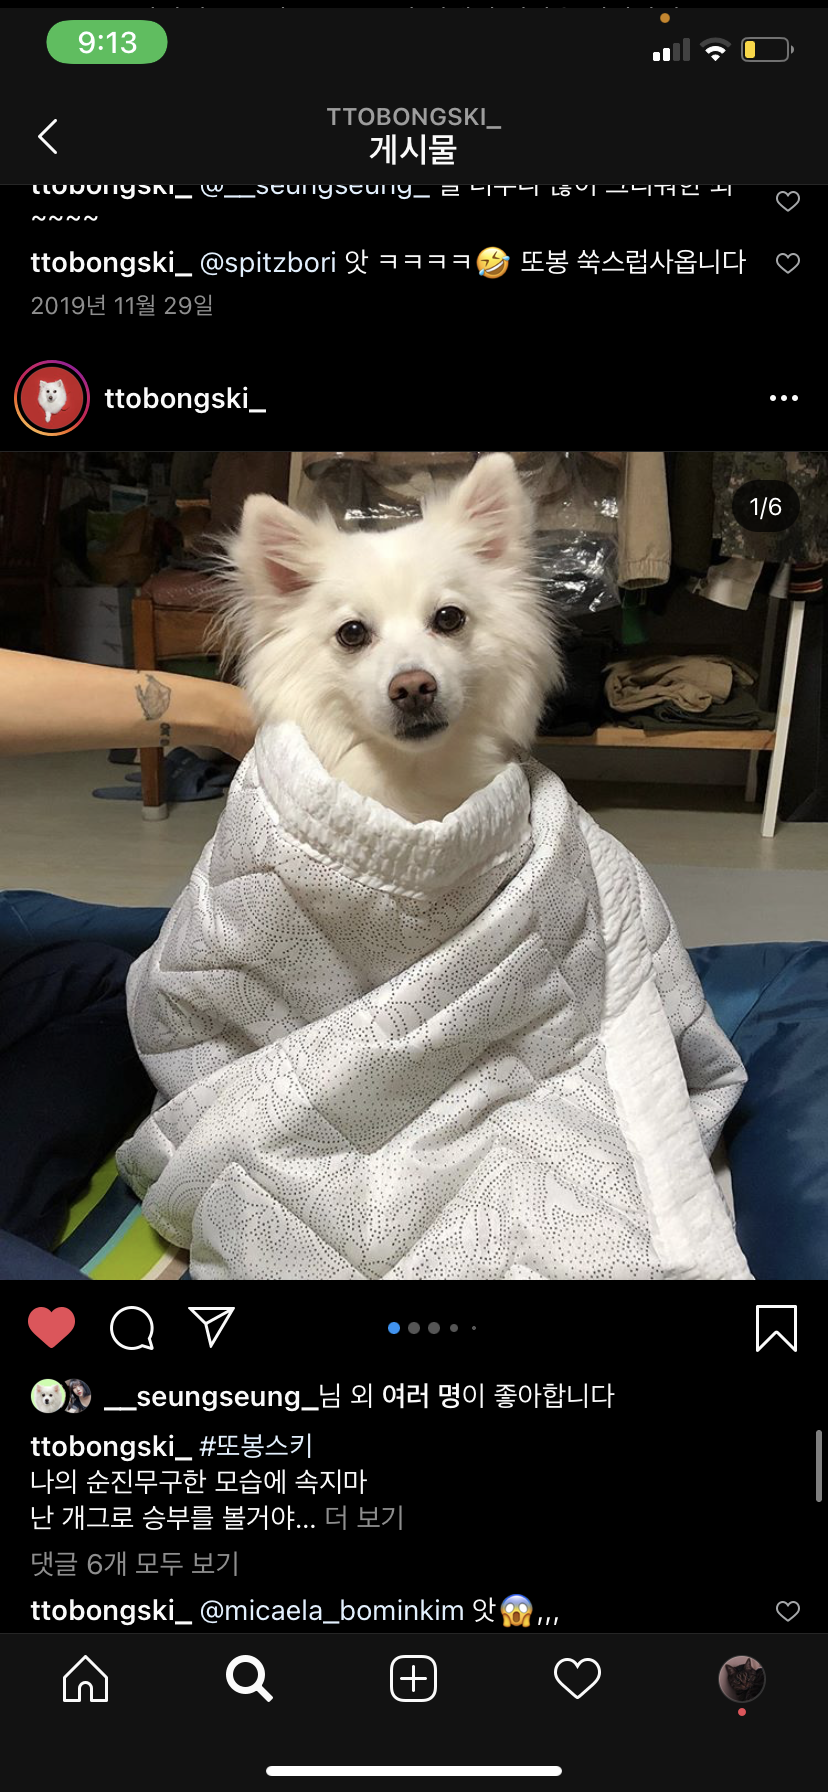 9:13
TTOBONGSKI_
게시물
ttobongski_ @__seungseung_
~~~~
ttobongski_ @spitzbori 앗 ㅋㅋㅋㅋ🤣 또봉 쑥스럽사옵니다
2019년 11월 29일
ttobongski_
1/6
__seungseung_님 외 여러 명이 좋아합니다
ttobongski_ #또봉스키
나의 순진무구한 모습에 속지마
난 개그로 승부를 볼거야... 더 보기
댓글 6개 모두 보기
ttobongski_ @micaela_bominkim 앗😱,,,